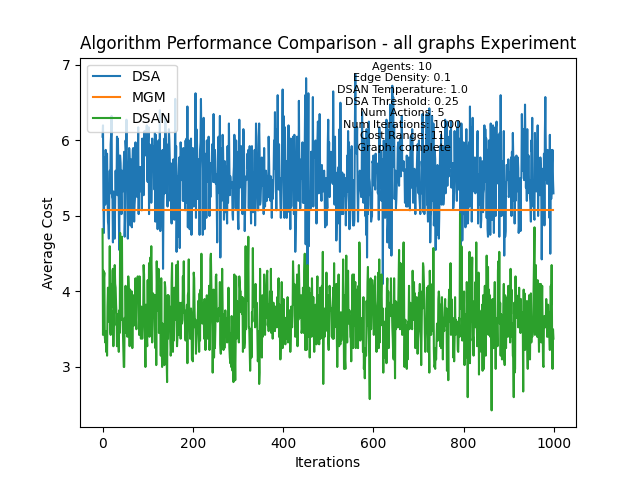 Algorithm Performance Comparison - all graphs Experiment
7
6
5
4
3
Average Cost
DSA
MGM
DSAN
Agents: 10
Edge Density: 0.1
DSAN Temperature: 1.0
DSA Threshold: 0.25
Num Actions: 5
Num Iterations: 1000
Cost Range: 11
Graph: complete
0
200
400
600
800
1000
Iterations